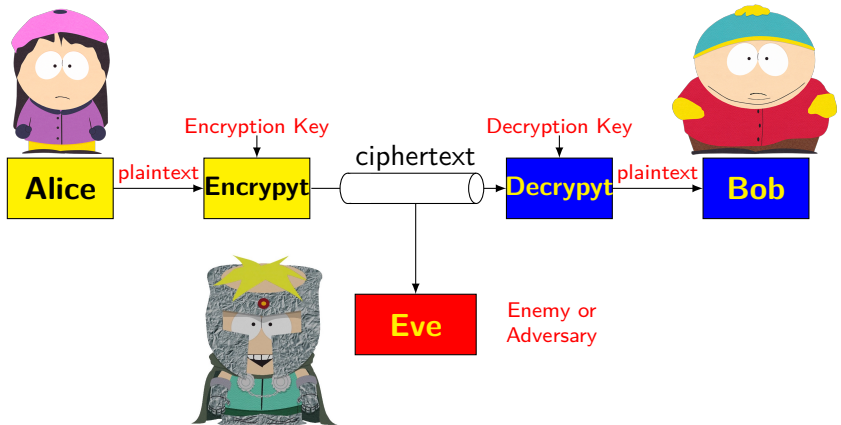 Encryption Key
Decryption Key
ciphertext
plaintext
plaintext
Alice
Encrypyt
Decrypyt
Bob
Eve
Enemy or
Adversary